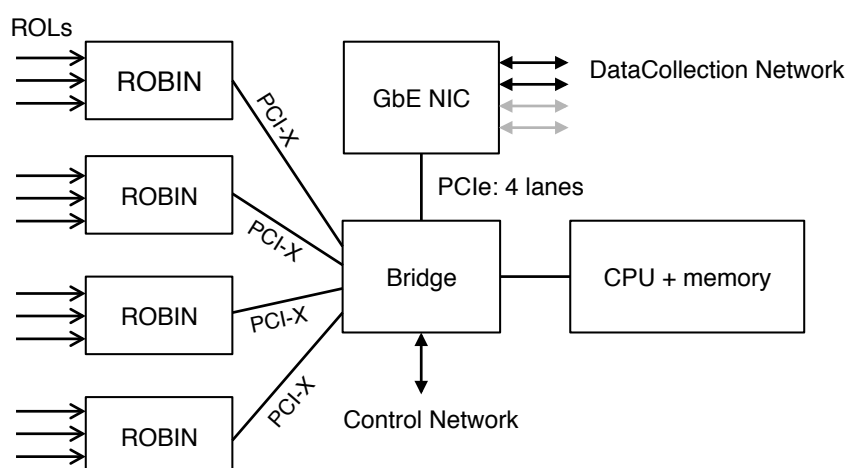 ROLs
ROBIN
GbE NIC
DataCollection Network
PCI-X
PCIe: 4 lanes
ROBIN
PCI-X
Bridge
CPU + memory
ROBIN
PCI-X
PCI-X
Control Network
ROBIN